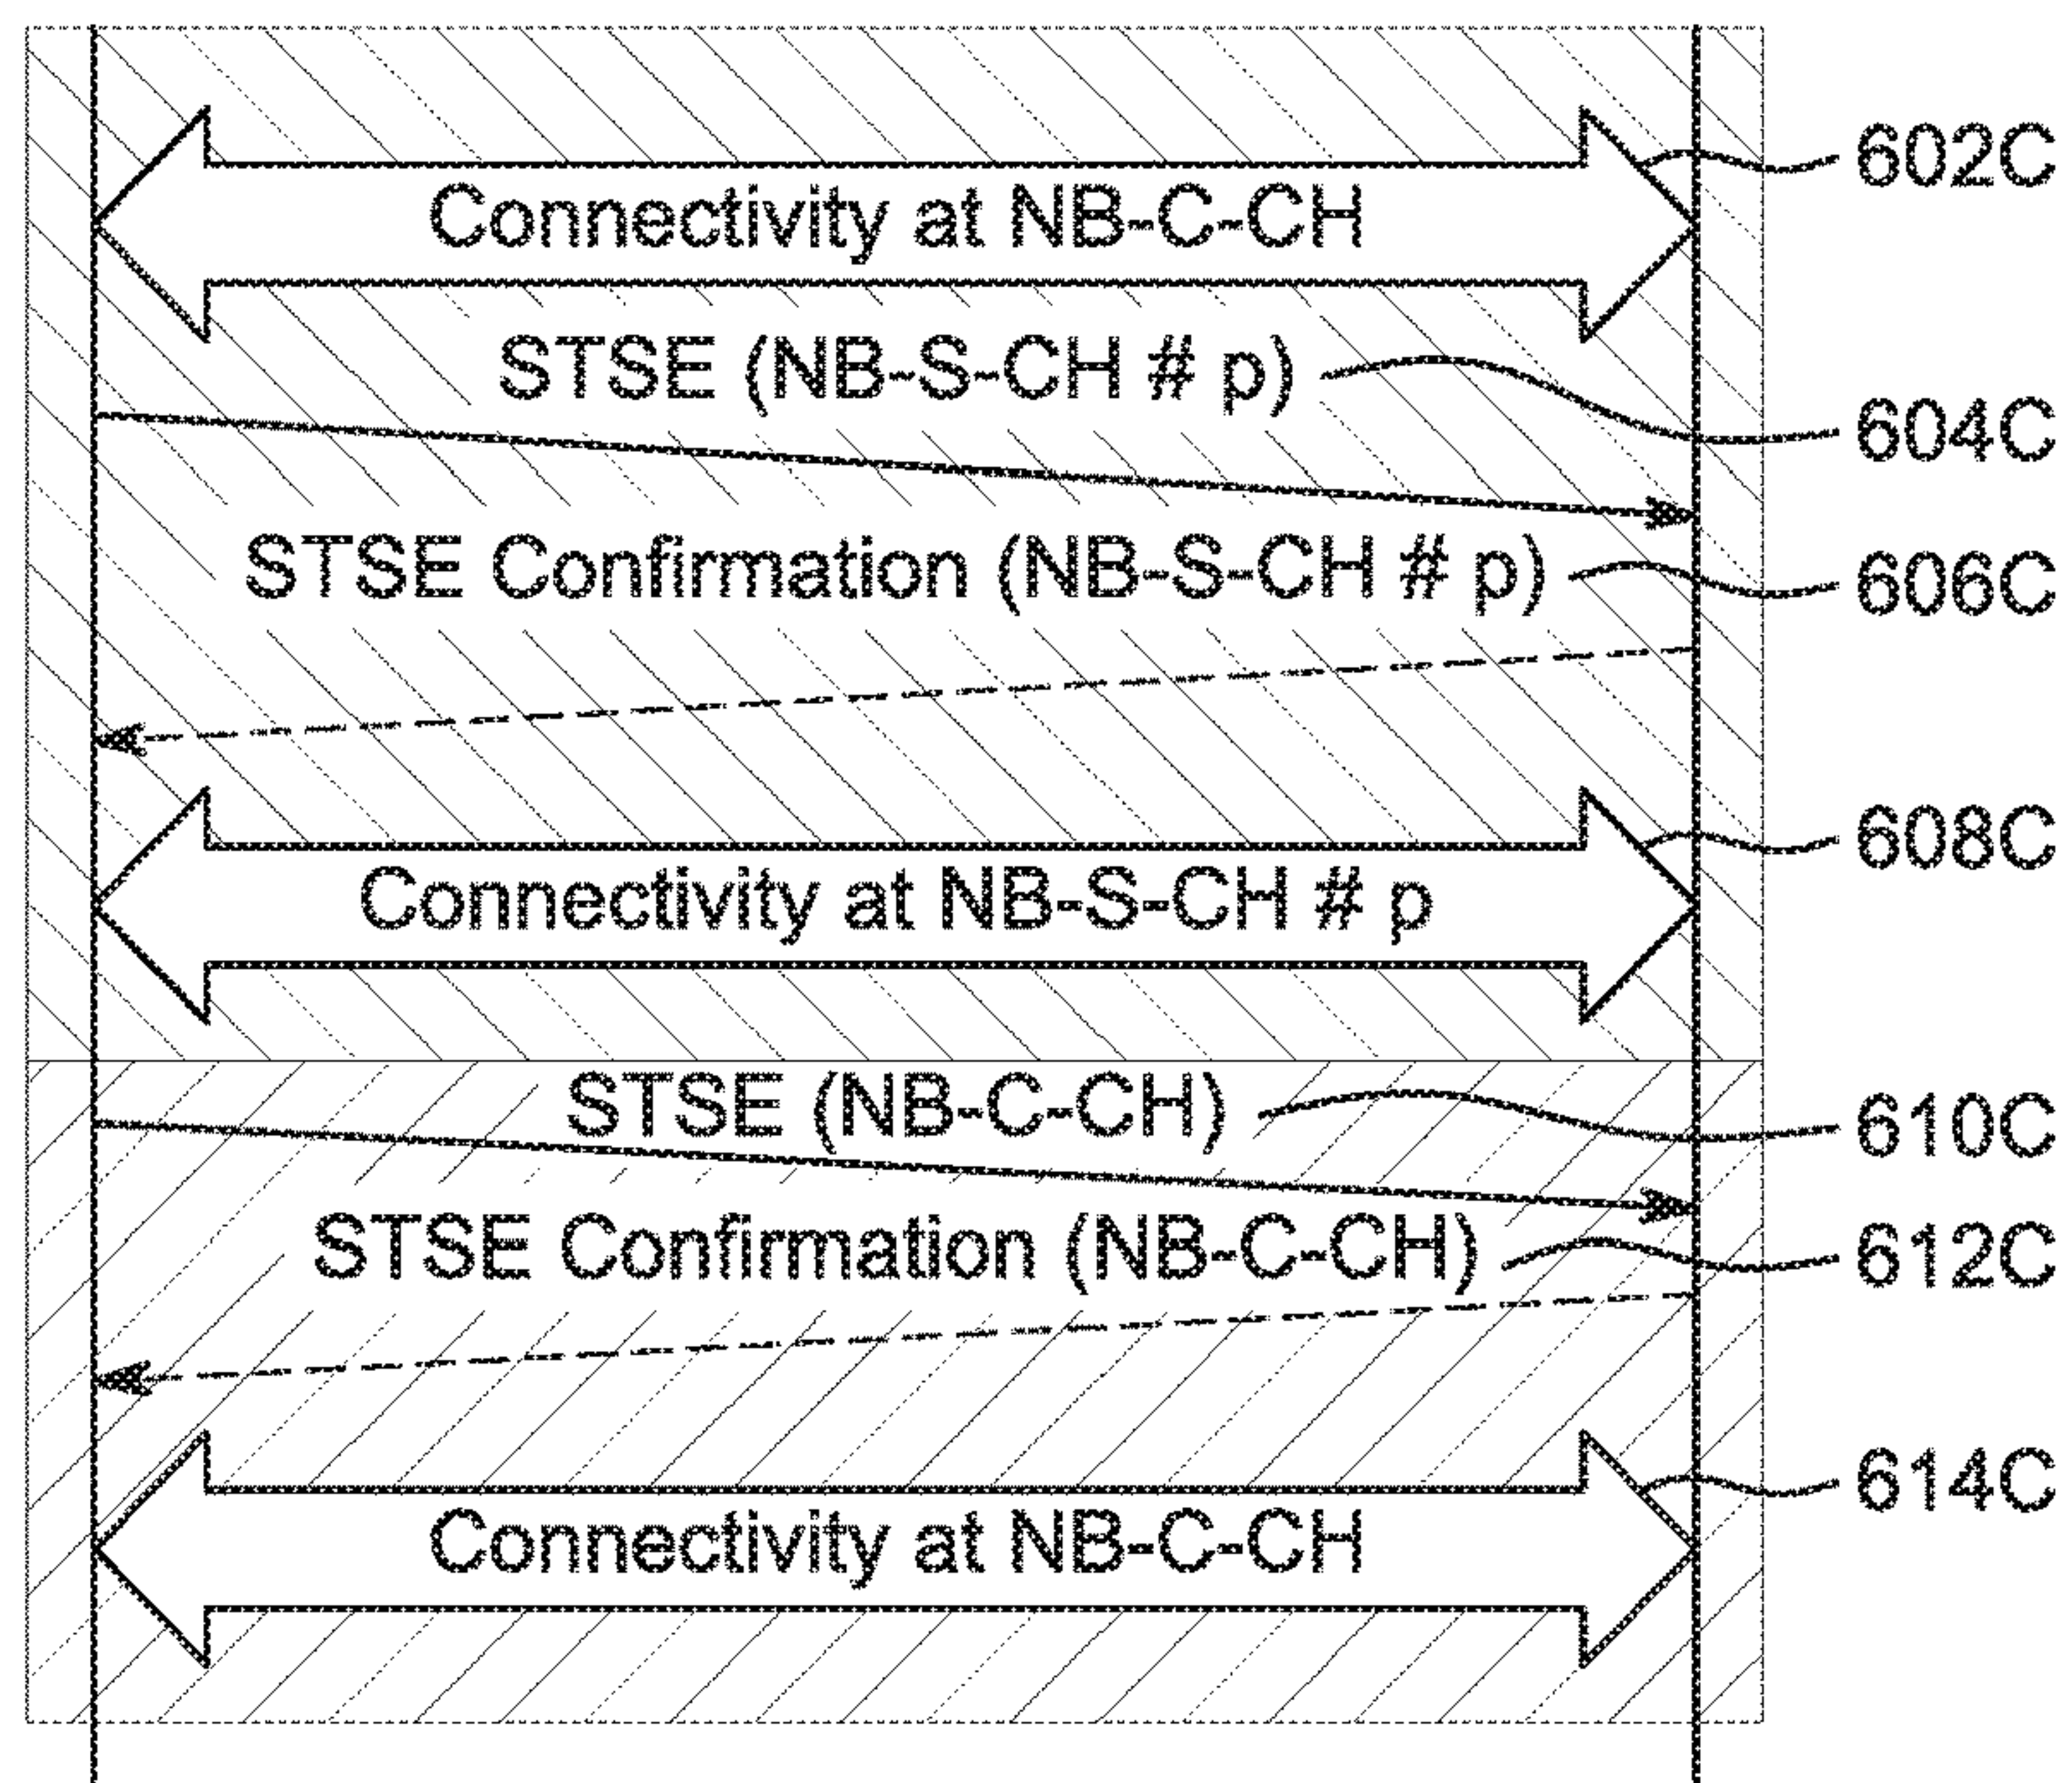 Connectivity at NB-C-CH
602C
STSE (NB-S-CH # p)
604C
STSE Confirmation (NB-S-CH # p)
606C
Connectivity at NB-S-CH # p
608C
STSE (NB-C-CH)
610C
STSE Confirmation (NB-C-CH)
612C
Connectivity at NB-C-CH
614C